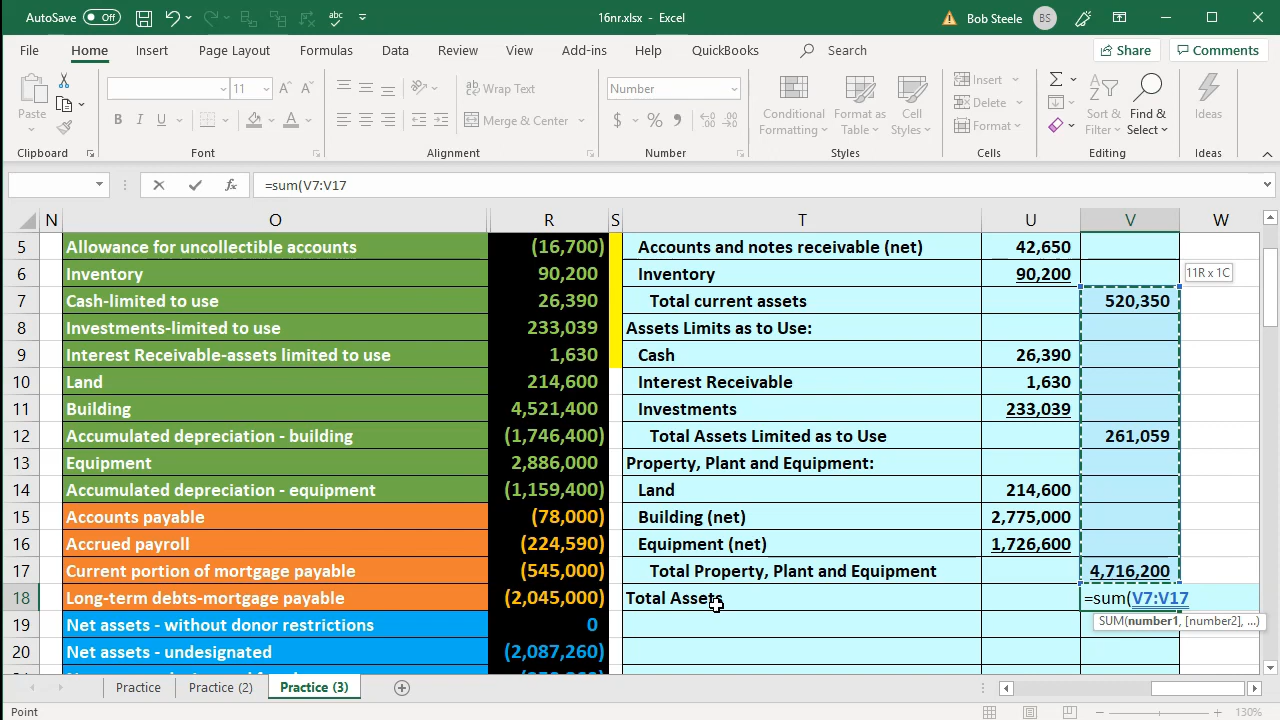 AutoSave Off 16nr.xlsx - Excel Bob Steele BS
File Home Insert Page Layout Formulas Data Review View Add-ins Help QuickBooks Search Share Comments
Paste 11 Wrap Text Number Insert
B I U Merge & Center $ % Conditional Formatting Format as Table Cell Styles Delete Format Sort & Filter Find & Select Ideas
Clipboard Font Alignment Number Styles Cells Editing Ideas
=sum(V7:V17
N O R S T U V W
5 Allowance for uncollectible accounts (16,700) Accounts and notes receivable (net) 42,650
6 Inventory 90,200 Inventory 90,200 11R x 1C
7 Cash-limited to use 26,390 Total current assets 520,350
8 Investments-limited to use 233,039 Assets Limits as to Use:
9 Interest Receivable-assets limited to use 1,630 Cash 26,390
10 Land 214,600 Interest Receivable 1,630
11 Building 4,521,400 Investments 233,039
12 Accumulated depreciation - building (1,746,400) Total Assets Limited as to Use 261,059
13 Equipment 2,886,000 Property, Plant and Equipment:
14 Accumulated depreciation - equipment (1,159,400) Land 214,600
15 Accounts payable (78,000) Building (net) 2,775,000
16 Accrued payroll (224,590) Equipment (net) 1,726,600
17 Current portion of mortgage payable (545,000) Total Property, Plant and Equipment 4,716,200
18 Long-term debts-mortgage payable (2,045,000) Total Assets =sum(V7:V17
19 Net assets - without donor restrictions 0 SUM(number1, [number2], ...)
20 Net assets - undesignated (2,087,260)
Practice Practice (2) Practice (3)
Point 130%